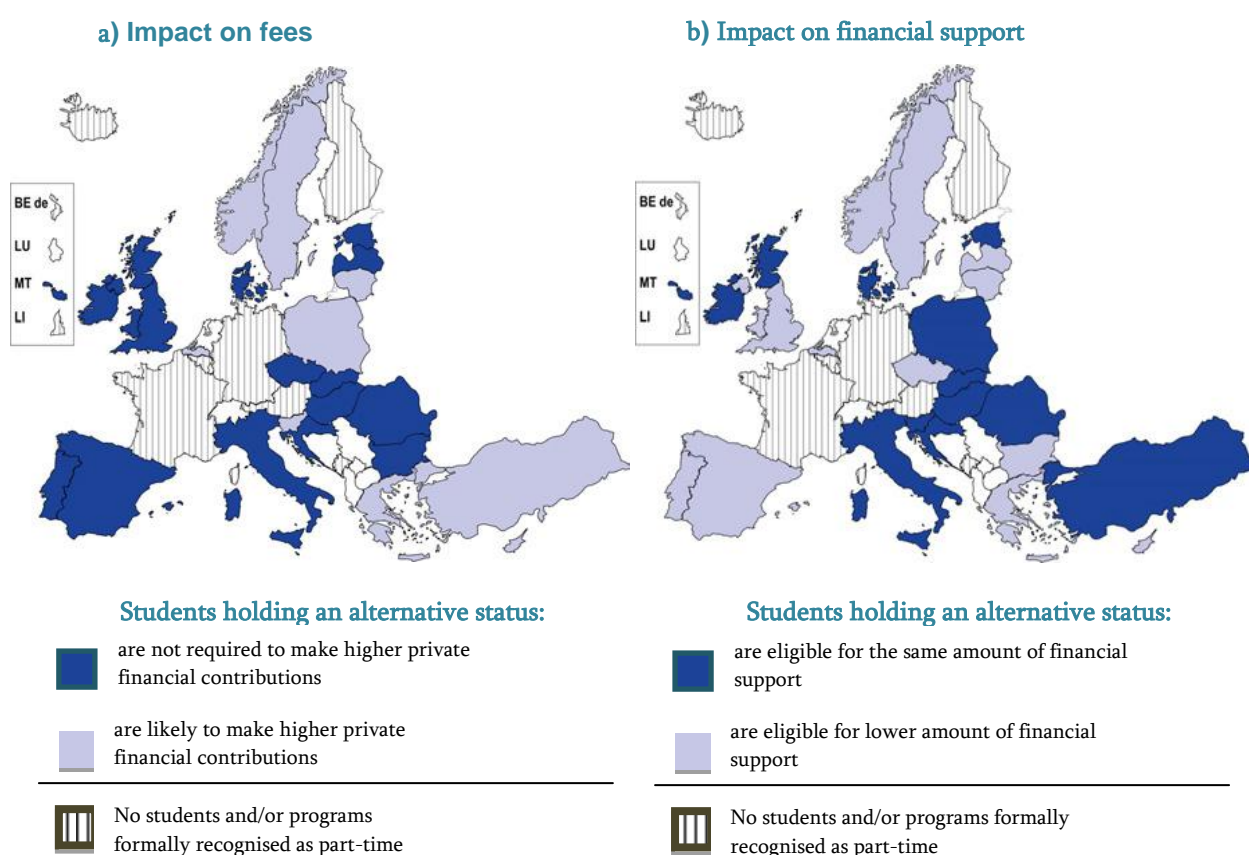 a) Impact on fees
BE de
LU
MT
LI
Students holding an alternative status:
are not required to make higher private
financial contributions
are likely to make higher private
financial contributions
No students and/or programs
formally recognised as part-time
b) Impact on financial support
BE de
LU
MT
LI
Students holding an alternative status:
are eligible for the same amount of financial
support
are eligible for lower amount of financial
support
No students and/or programs formally
recognised as part-time